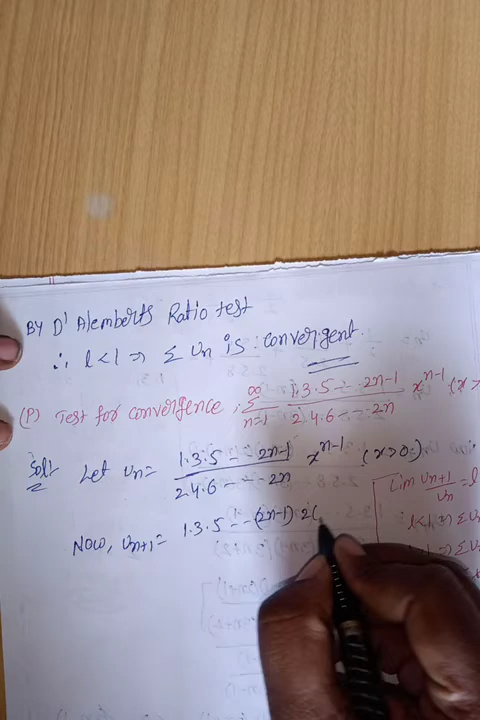 By D' Alemberts Ratio test
∴ l < 1 ⇒ Σ Un is : convergent.
(P) Test for convergence : ∞ Σ n=1 1.3.5 - - 2n-1 / 2.4.6 - - - 2n x^n-1 (x >
Sol: Let Un = 1.3.5 - - 2n-1 / 2.4.6 - - - 2n x^n-1 (x>0)
Now, Un+1 = 1.3.5 - - (2n-1) 2(
Lim Un+1 / Un = l
l<1 ⇒ Σ Un